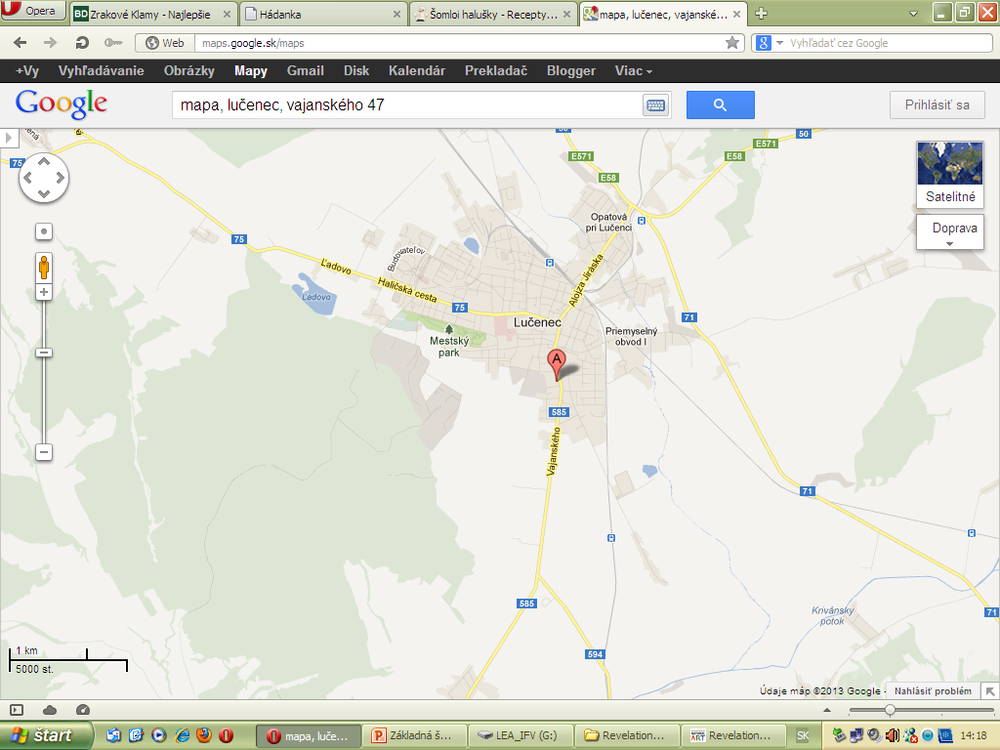 Opera
BD Zrakové Klamy - Najlepšie
Hádanka
Šomloi halušky - Recepty,...
mapa, lučenec, vajanské...
Web
maps.google.sk/maps
Vyhľadať cez Google
+Vy Vyhľadávanie Obrázky Mapy Gmail Disk Kalendár Prekladač Blogger Viac
Google
mapa, lučenec, vajanského 47
Prihlásiť sa
Satelitné
Doprava
75
50
E571
E571
E58
E58
Opatová
pri Lučenci
75
Budovateľov
Ľadovo
Haličská cesta
Ľadovo
75
Alojza Jiráska
Lučenec
71
Mestský
park
Priemyselný
obvod I
A
585
Vajanského
71
585
Krivánsky
potok
71
594
1 km
5000 st.
Údaje máp ©2013 Google - Nahlásiť problém
štart
mapa, luče...
Základná š...
LEA_IFV (G:)
Revelation...
Revelation...
SK
14:18